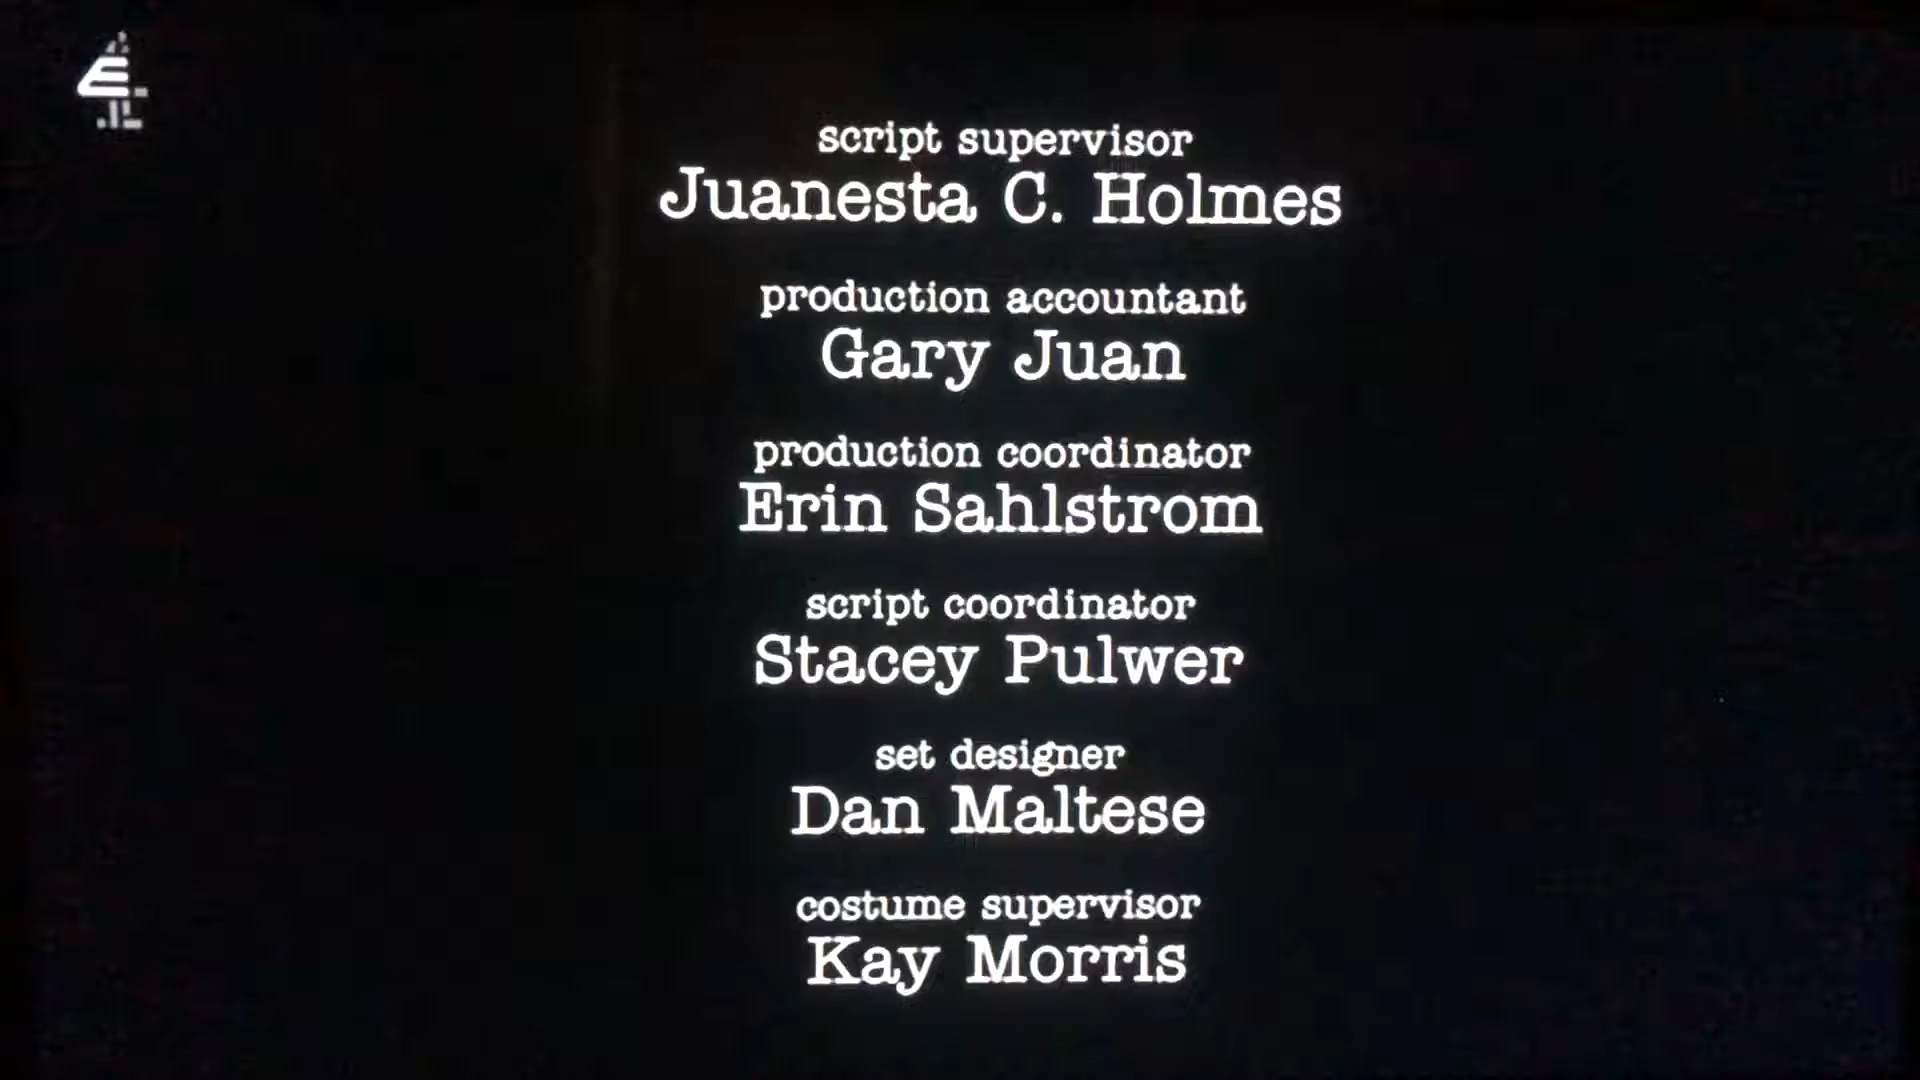 script supervisor
Juanesta C. Holmes
production accountant
Gary Juan
production coordinator
Erin Sahlstrom
script coordinator
Stacey Pulwer
set designer
Dan Maltese
costume supervisor
Kay Morris